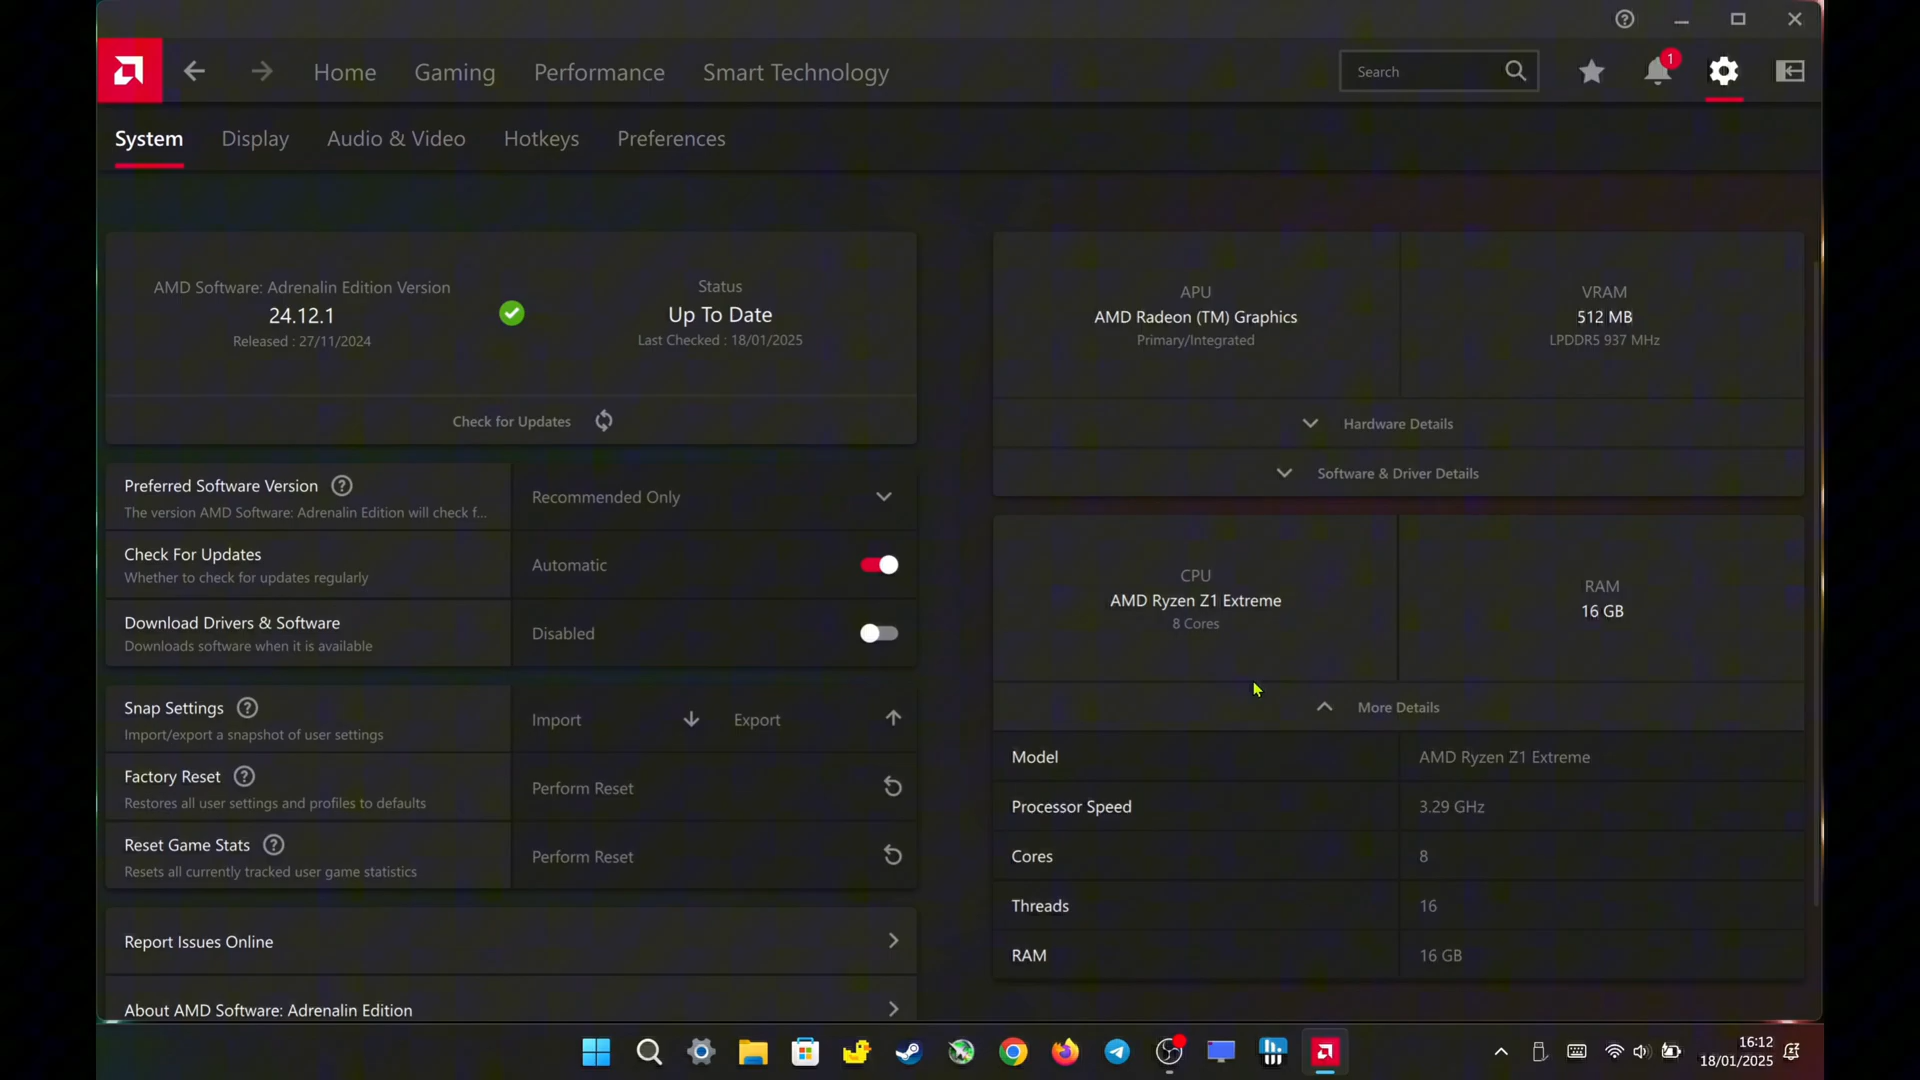 Home
Gaming
Performance
Smart Technology
Search
1
System
Display
Audio & Video
Hotkeys
Preferences
AMD Software: Adrenalin Edition Version
24.12.1
Released : 27/11/2024
Status
Up To Date
Last Checked : 18/01/2025
Check for Updates
Preferred Software Version
The version AMD Software: Adrenalin Edition will check f...
Recommended Only
Check For Updates
Whether to check for updates regularly
Automatic
Download Drivers & Software
Downloads software when it is available
Disabled
Snap Settings
Import/export a snapshot of user settings
Import
Export
Factory Reset
Restores all user settings and profiles to defaults
Perform Reset
Reset Game Stats
Resets all currently tracked user game statistics
Perform Reset
Report Issues Online
About AMD Software: Adrenalin Edition
APU
AMD Radeon (TM) Graphics
Primary/Integrated
VRAM
512 MB
LPDDR5 937 MHz
Hardware Details
Software & Driver Details
CPU
AMD Ryzen Z1 Extreme
8 Cores
RAM
16 GB
More Details
Model
AMD Ryzen Z1 Extreme
Processor Speed
3.29 GHz
Cores
8
Threads
16
RAM
16 GB
16:12
18/01/2025